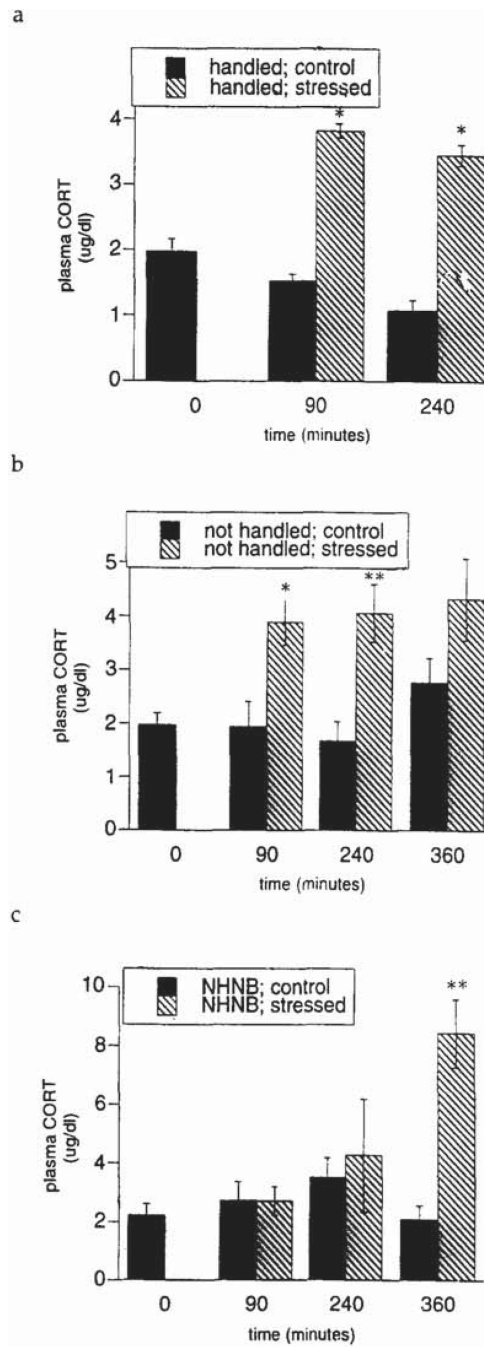 a
handled; control
handled; stressed
plasma CORT
(ug/dl)
4
3
2
1
0
*
*
0 90 240
time (minutes)
b
not handled; control
not handled; stressed
plasma CORT
(ug/dl)
5
4
3
2
1
0
*
**
0 90 240 360
time (minutes)
c
NHNB; control
NHNB; stressed
plasma CORT
(ug/dl)
10
8
6
4
2
0
**
0 90 240 360
time (minutes)